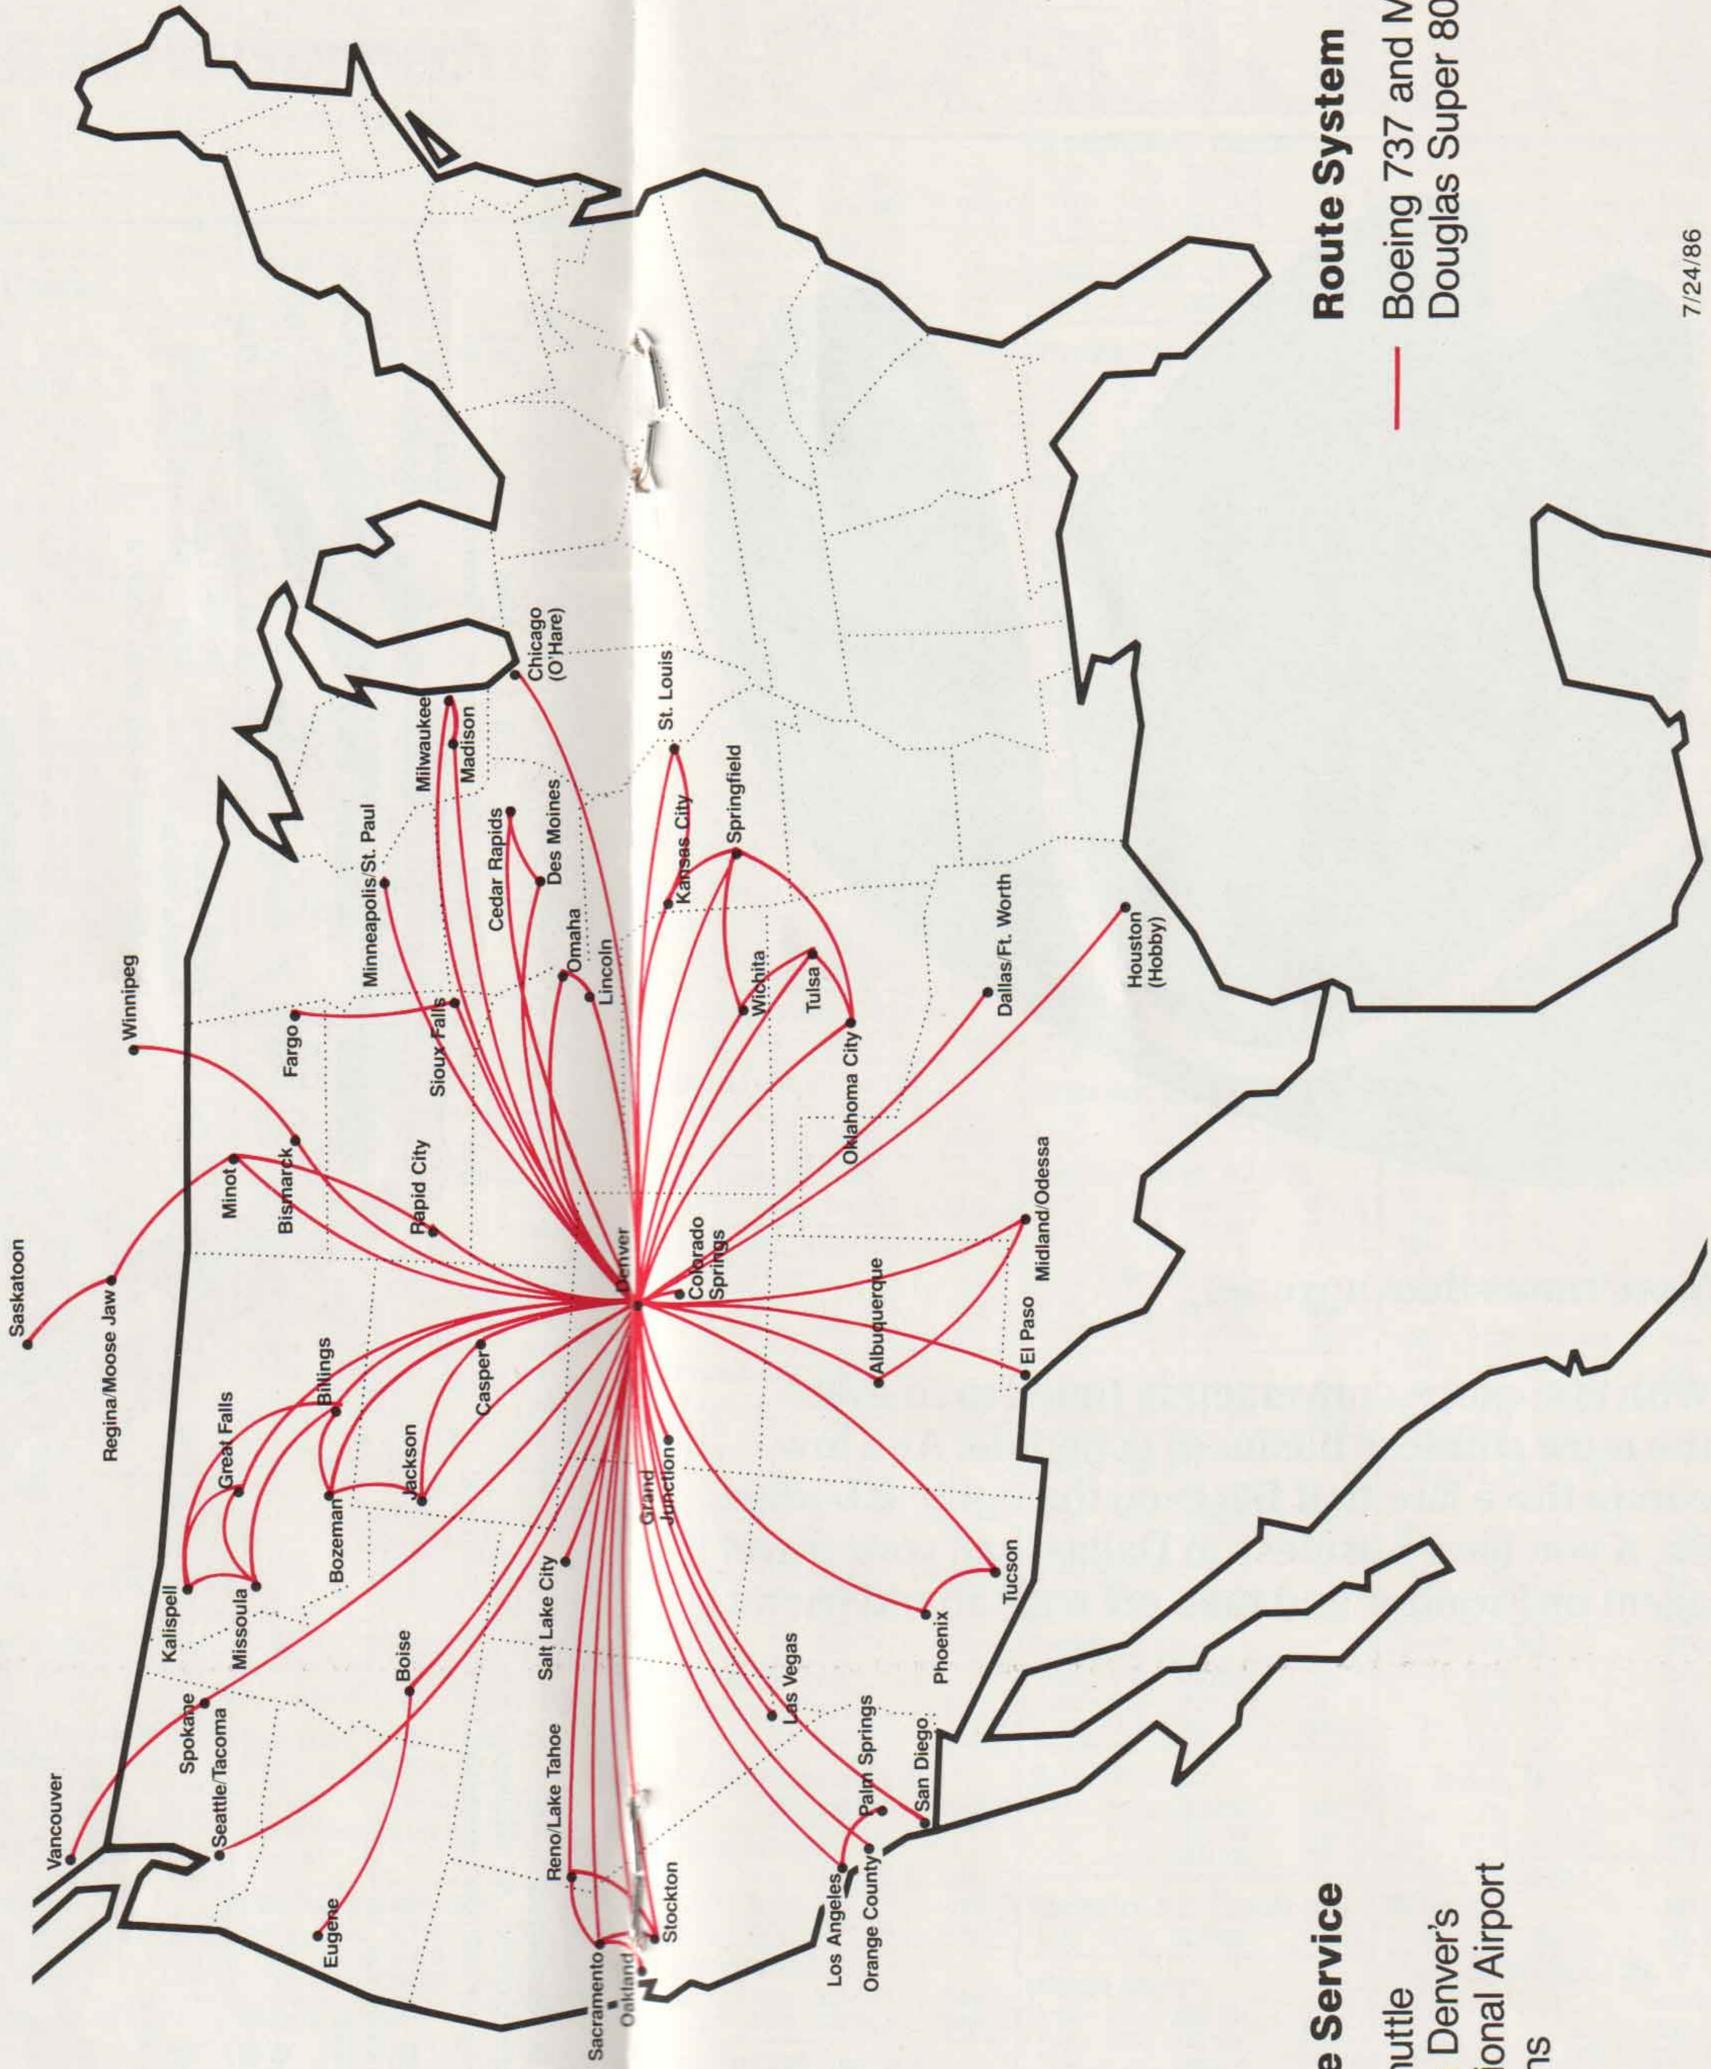 Vancouver
Seattle/Tacoma
Spokane
Eugene
Boise
Kalispell
Missoula
Great Falls
Bozeman
Billings
Jackson
Casper
Saskatoon
Regina/Moose Jaw
Winnipeg
Minot
Bismarck
Fargo
Rapid City
Sioux Falls
Minneapolis/St. Paul
Milwaukee
Madison
Cedar Rapids
Des Moines
Chicago
(O'Hare)
Omaha
Lincoln
Reno/Lake Tahoe
Sacramento
Oakland
Stockton
Salt Lake City
Grand
Junction
Denver
Colorado
Springs
Kansas City
St. Louis
Springfield
Wichita
Tulsa
Oklahoma City
Las Vegas
Los Angeles
Orange County
Palm Springs
San Diego
Phoenix
Tucson
Albuquerque
El Paso
Midland/Odessa
Dallas/Ft. Worth
Houston
(Hobby)
e Service
uttle
Denver's
ional Airport
ns
Route System
Boeing 737 and M
Douglas Super 80
7/24/86